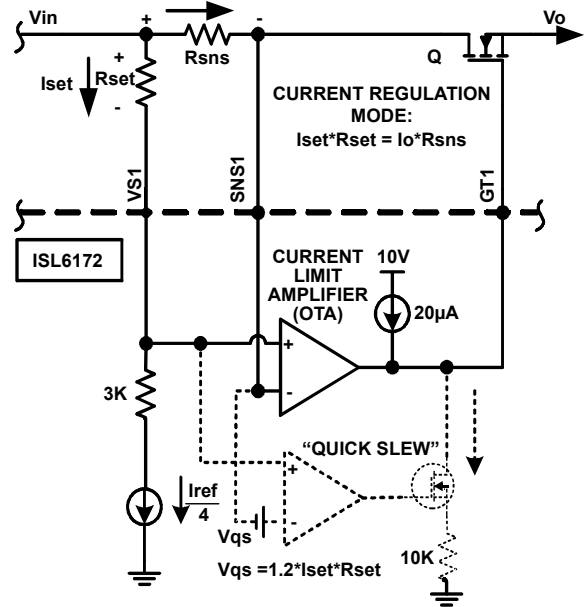 Vin
+
-
Vo
Rsns
Q
+
Iset
Rset
-
CURRENT REGULATION
MODE:
Iset*Rset = Io*Rsns
VS1
SNS1
GT1
ISL6172
CURRENT
LIMIT
AMPLIFIER
(OTA)
10V
20µA
+
-
3K
"QUICK SLEW"
+
-
Iref
4
Vqs
10K
Vqs =1.2*Iset*Rset